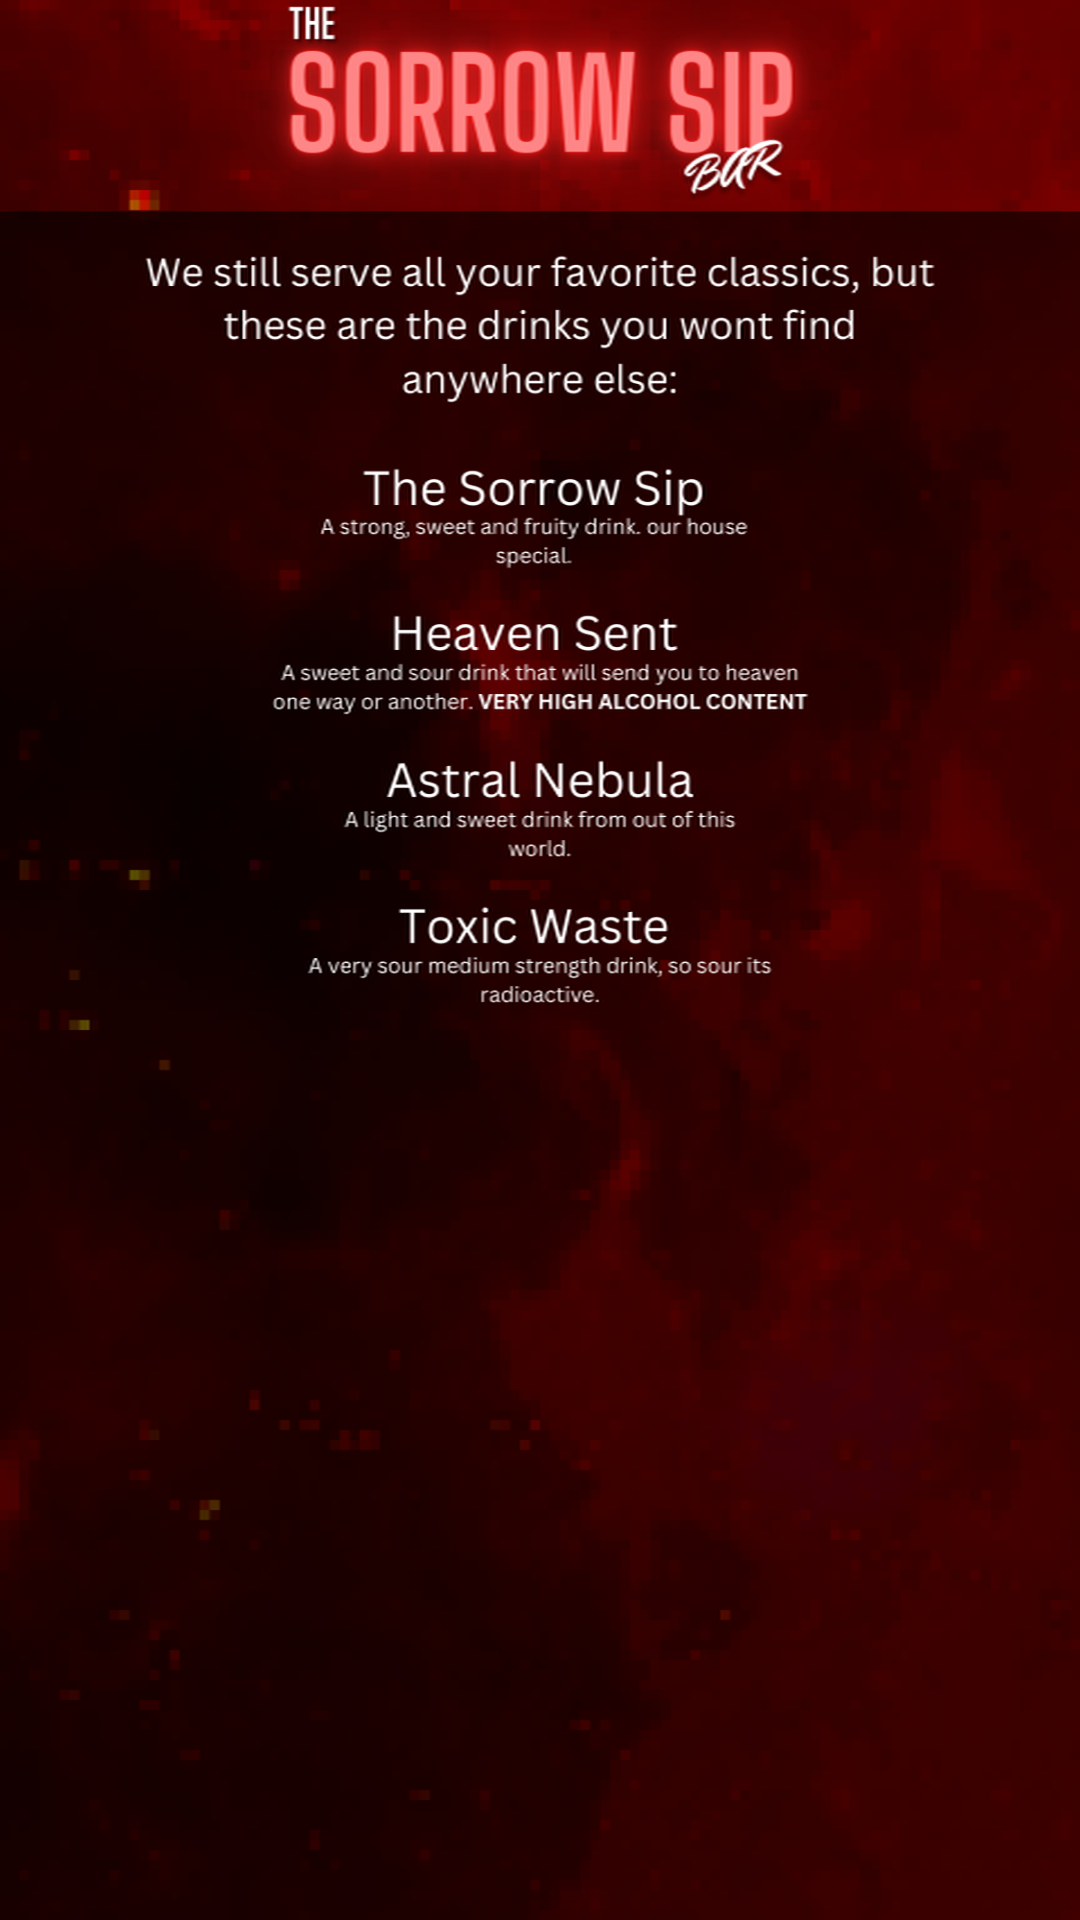 THE
SORROW SIP
BAR
We still serve all your favorite classics, but
these are the drinks you wont find
anywhere else:
The Sorrow Sip
A strong, sweet and fruity drink. our house
special.
Heaven Sent
A sweet and sour drink that will send you to heaven
one way or another. VERY HIGH ALCOHOL CONTENT
Astral Nebula
A light and sweet drink from out of this
world.
Toxic Waste
A very sour medium strength drink, so sour its
radioactive.